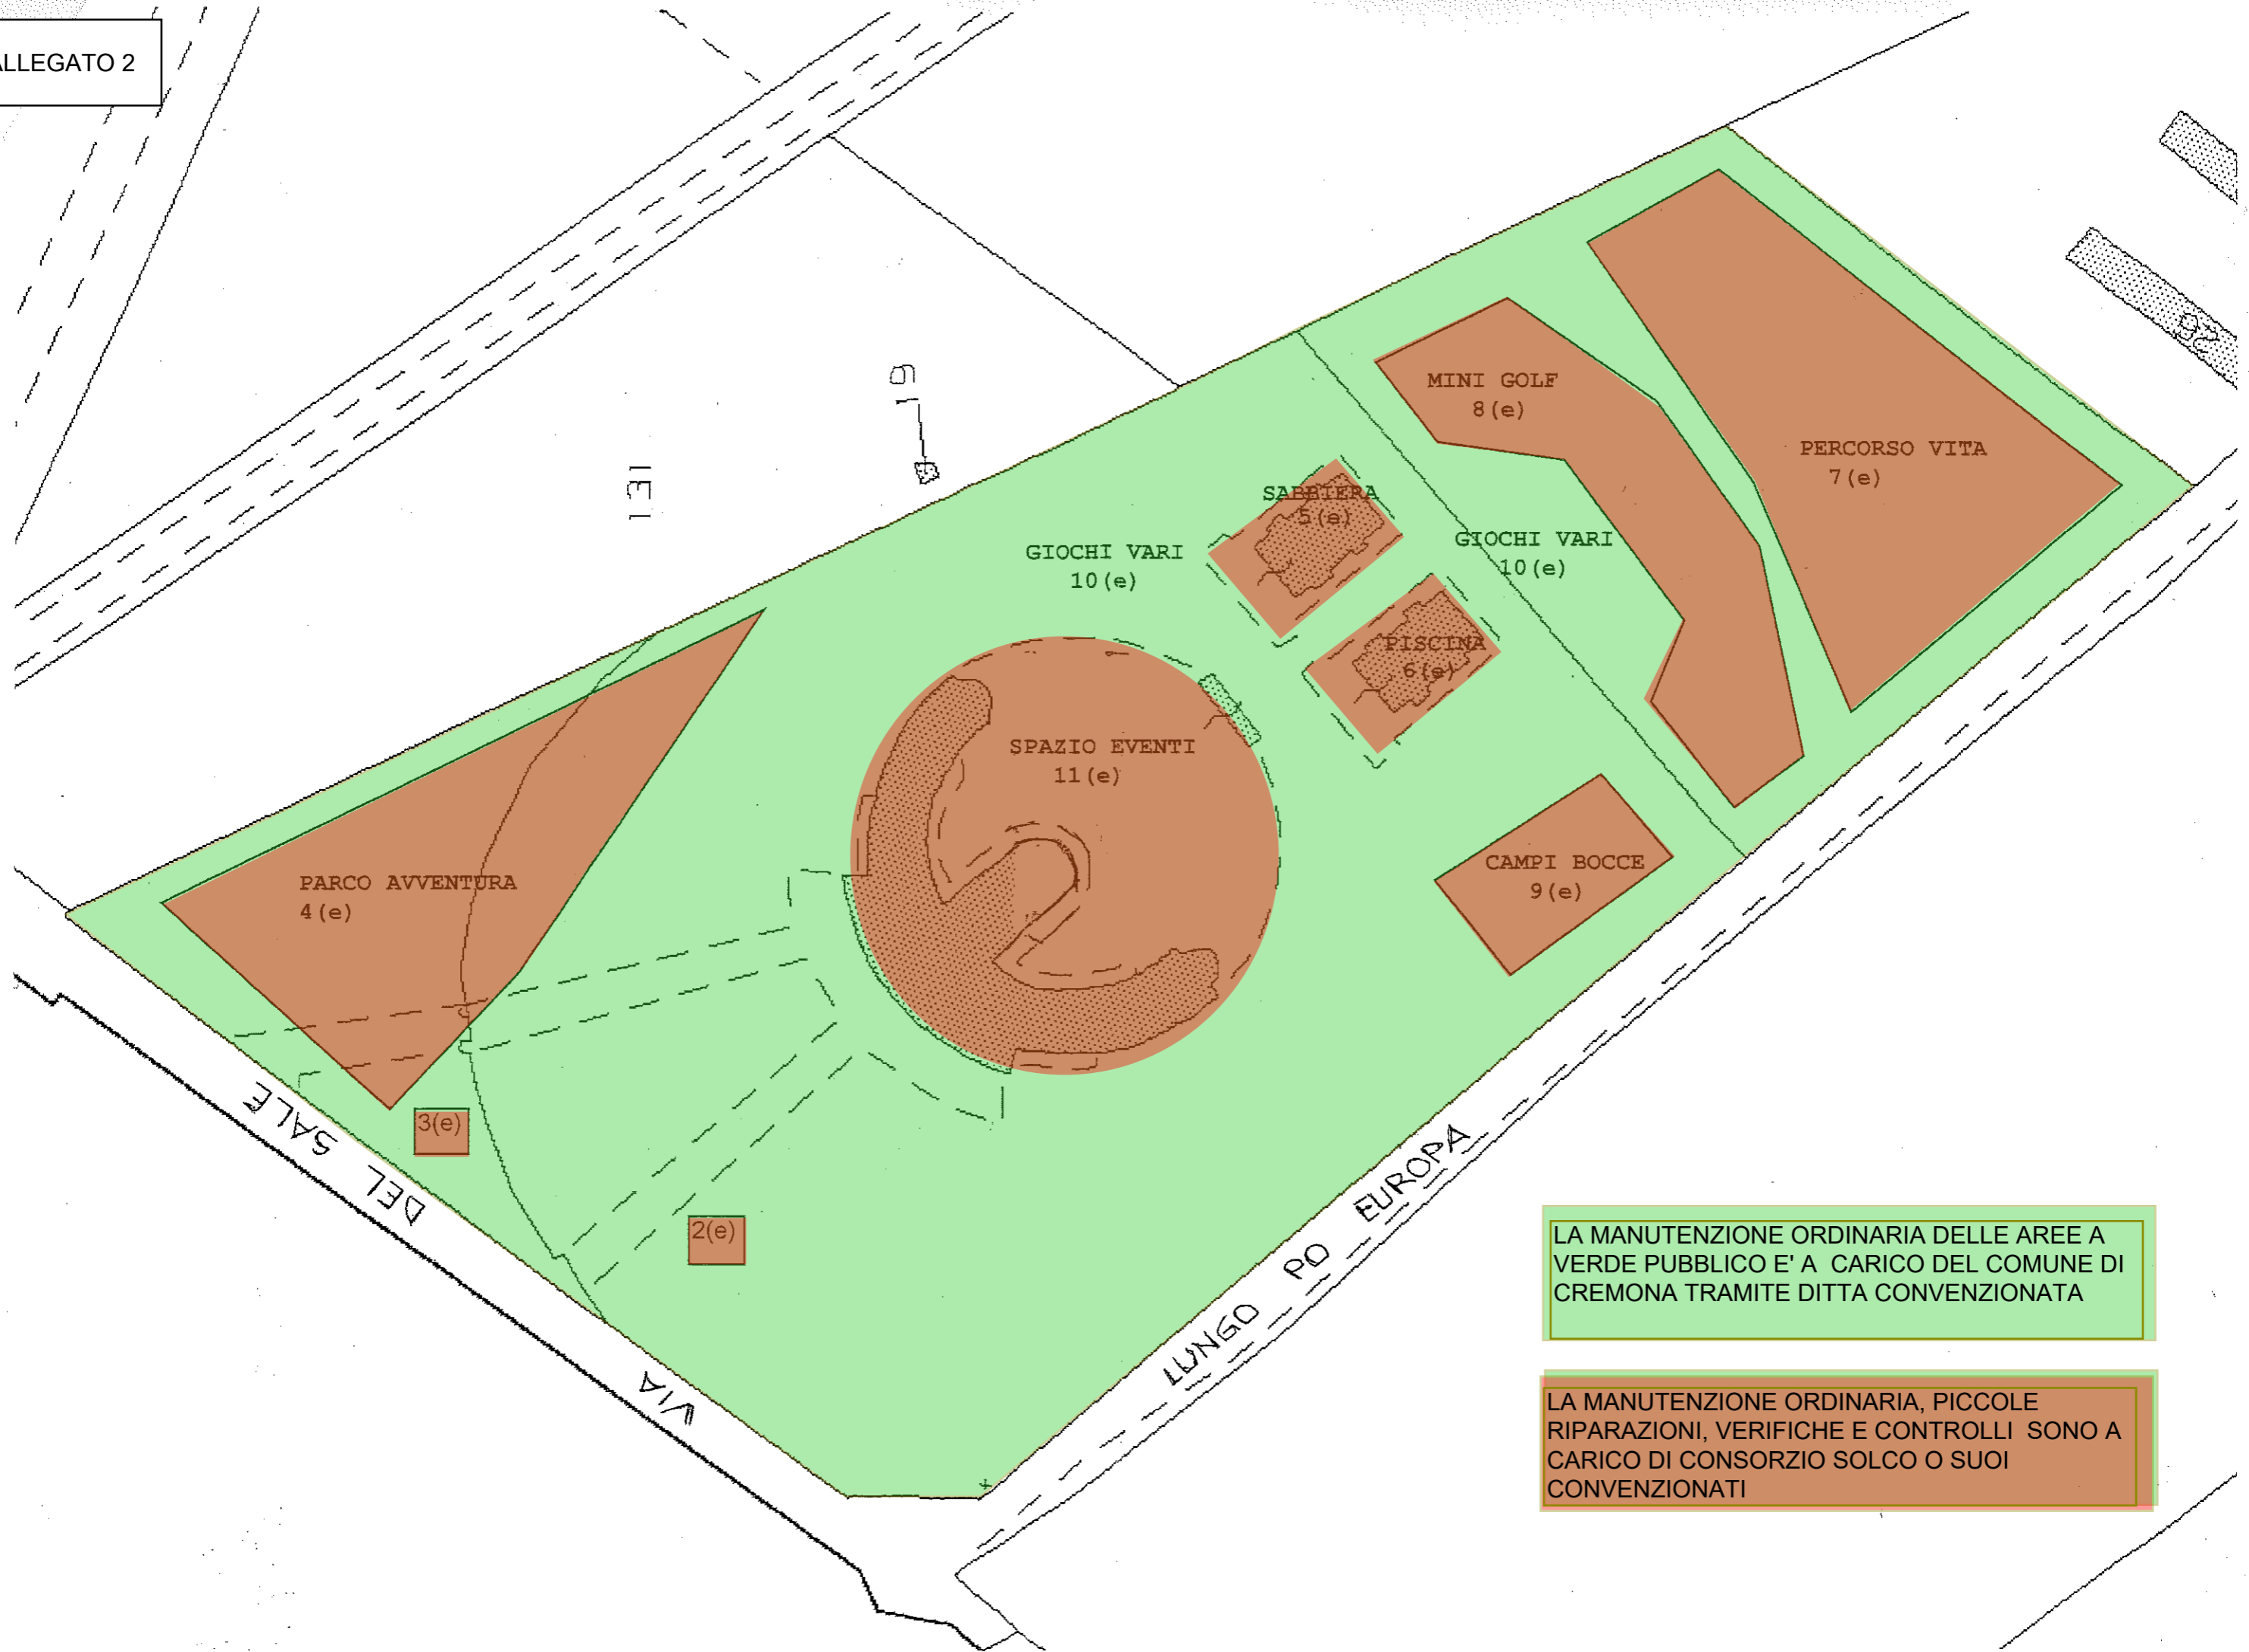 ALLEGATO 2
92
19
131
MINI GOLF
8(e)
PERCORSO VITA
7(e)
SABBIERA
5(e)
GIOCHI VARI
10(e)
GIOCHI VARI
10(e)
PISCINA
6(e)
SPAZIO EVENTI
11(e)
CAMPI BOCCE
9(e)
PARCO AVVENTURA
4(e)
3(e)
2(e)
VIA DEL SALE
LUNGO PO EUROPA
LA MANUTENZIONE ORDINARIA DELLE AREE A
VERDE PUBBLICO E' A CARICO DEL COMUNE DI
CREMONA TRAMITE DITTA CONVENZIONATA
LA MANUTENZIONE ORDINARIA, PICCOLE
RIPARAZIONI, VERIFICHE E CONTROLLI SONO A
CARICO DI CONSORZIO SOLCO O SUOI
CONVENZIONATI